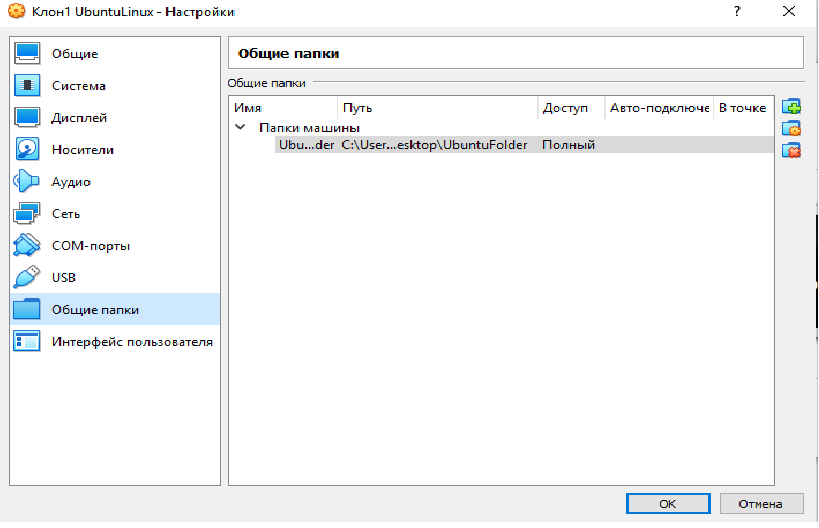 Клон1 UbuntuLinux - Настройки
?
Общие
Система
Дисплей
Носители
Аудио
Сеть
COM-порты
USB
Общие папки
Интерфейс пользователя
Общие папки
Общие папки
Имя Путь Доступ Авто-подключе В точке
Папки машины
Ubu...der C:\User...esktop\UbuntuFolder Полный
OK Отмена